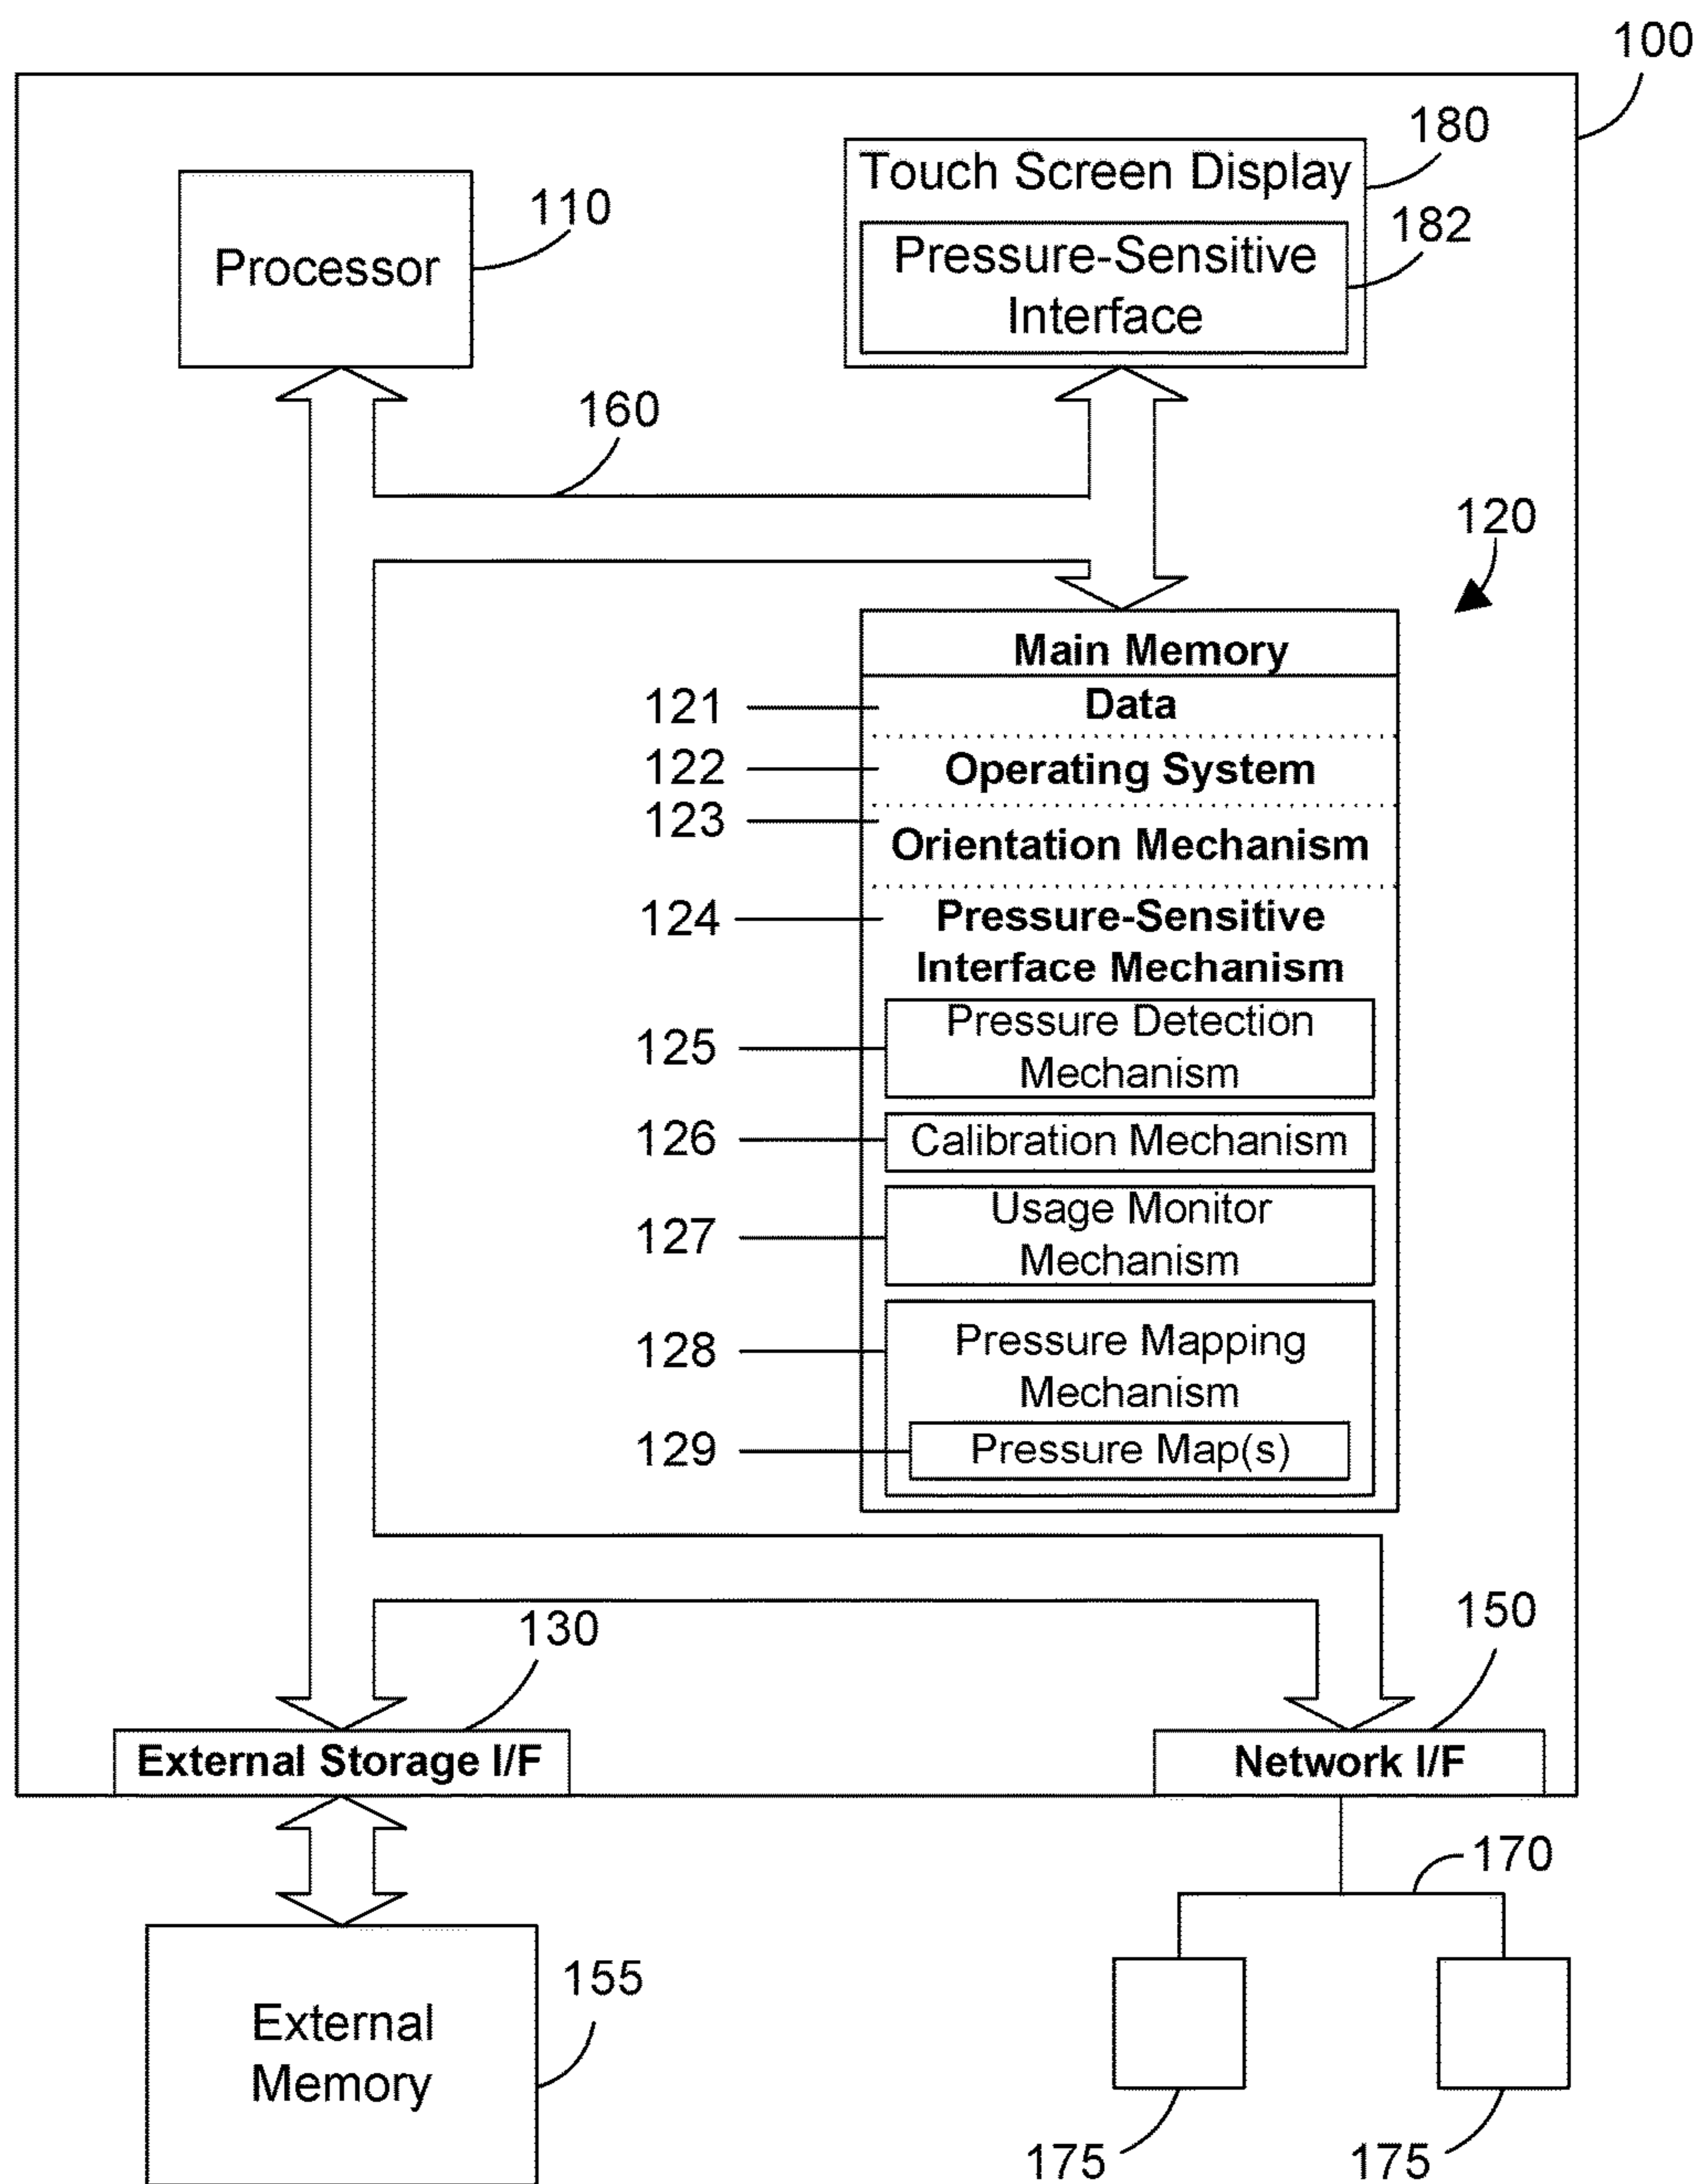 100
180
Touch Screen Display
110
182
Processor
Pressure-Sensitive
Interface
160
120
Main Memory
121
Data
122
Operating System
123
Orientation Mechanism
124
Pressure-Sensitive
Interface Mechanism
125
Pressure Detection
Mechanism
126
Calibration Mechanism
127
Usage Monitor
Mechanism
128
Pressure Mapping
Mechanism
129
Pressure Map(s)
130
150
External Storage I/F
Network I/F
170
155
External
Memory
175
175